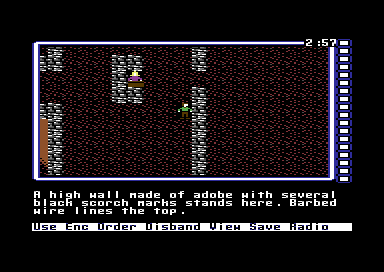 2:57
A high wall made of adobe with several
black scorch marks stands here. Barbed
wire lines the top.
Use Enc Order Disband View Save Radio